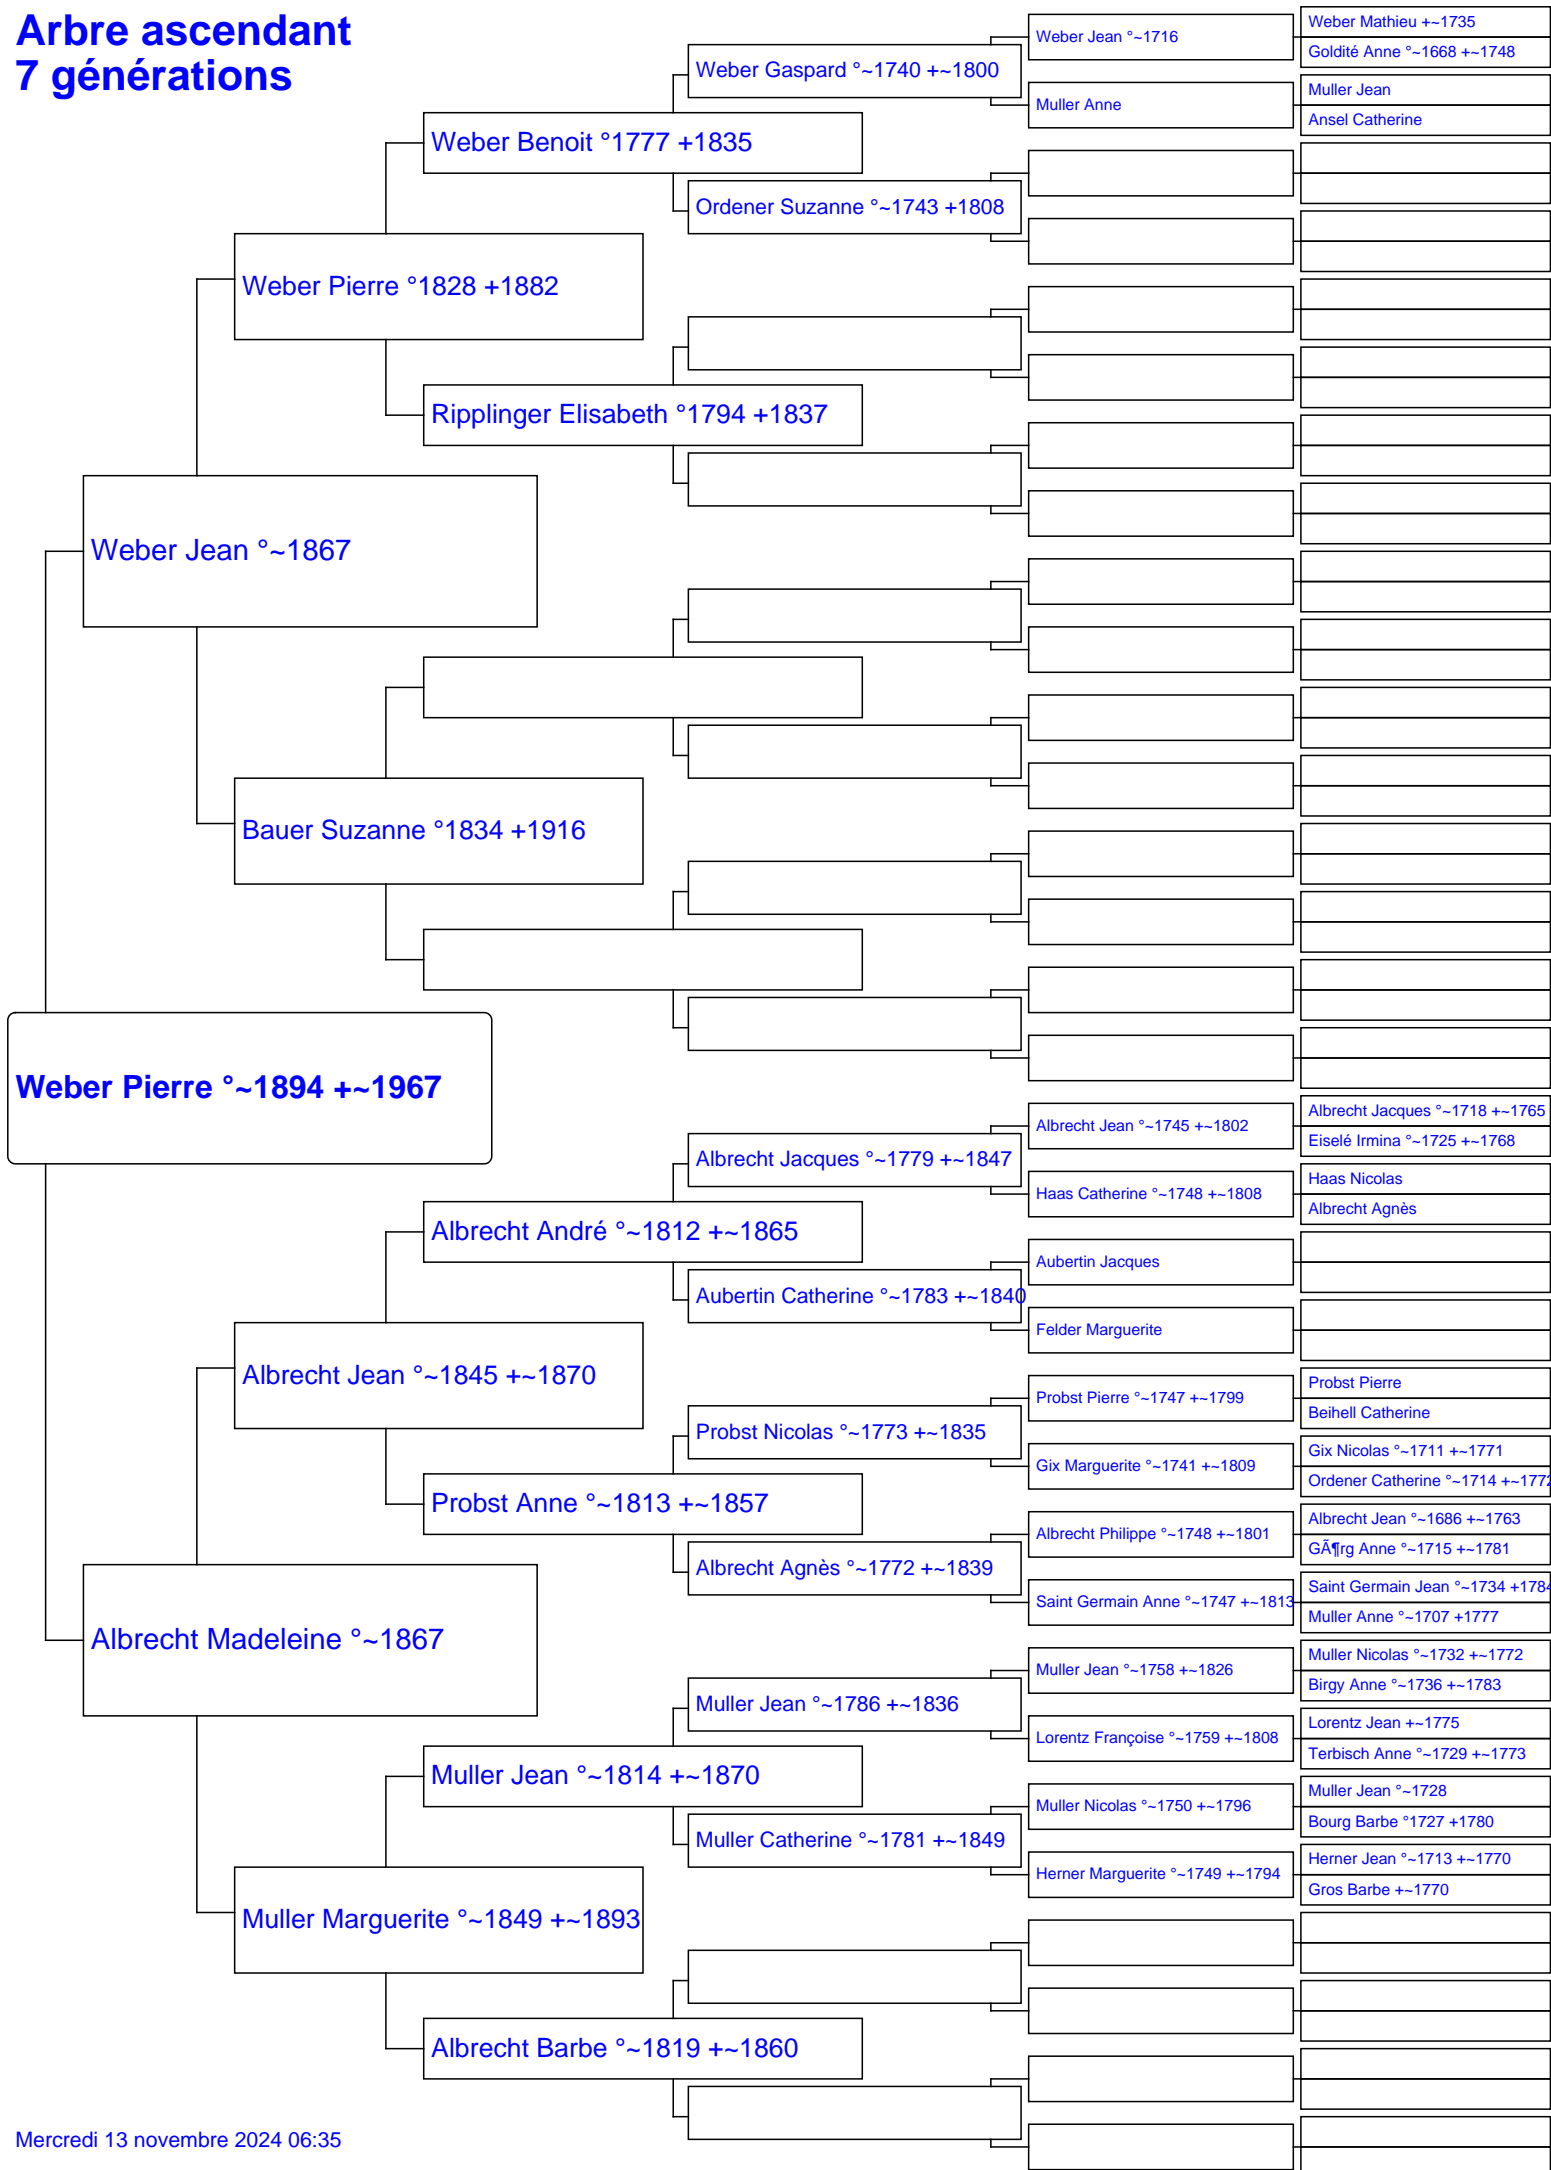 Arbre ascendant
7 générations
Weber Mathieu +~1735
Weber Jean °~1716
Goldité Anne °~1668 +~1748
Weber Gaspard °~1740 +~1800
Muller Jean
Muller Anne
Ansel Catherine
Weber Benoit °1777 +1835
Ordener Suzanne °~1743 +1808
Weber Pierre °1828 +1882
Ripplinger Elisabeth °1794 +1837
Weber Jean °~1867
Bauer Suzanne °1834 +1916
Weber Pierre °~1894 +~1967
Albrecht Jacques °~1718 +~1765
Albrecht Jean °~1745 +~1802
Eiselé Irmina °~1725 +~1768
Albrecht Jacques °~1779 +~1847
Haas Nicolas
Haas Catherine °~1748 +~1808
Albrecht Agnès
Albrecht André °~1812 +~1865
Aubertin Jacques
Aubertin Catherine °~1783 +~1840
Felder Marguerite
Albrecht Jean °~1845 +~1870
Probst Pierre
Probst Pierre °~1747 +~1799
Beihell Catherine
Probst Nicolas °~1773 +~1835
Gix Nicolas °~1711 +~1771
Gix Marguerite °~1741 +~1809
Ordener Catherine °~1714 +~1772
Probst Anne °~1813 +~1857
Albrecht Jean °~1686 +~1763
Albrecht Philippe °~1748 +~1801
GÃ¶rg Anne °~1715 +~1781
Albrecht Agnès °~1772 +~1839
Saint Germain Jean °~1734 +1784
Saint Germain Anne °~1747 +~1813
Muller Anne °~1707 +1777
Albrecht Madeleine °~1867
Muller Nicolas °~1732 +~1772
Muller Jean °~1758 +~1826
Birgy Anne °~1736 +~1783
Muller Jean °~1786 +~1836
Lorentz Jean +~1775
Lorentz Françoise °~1759 +~1808
Terbisch Anne °~1729 +~1773
Muller Jean °~1814 +~1870
Muller Jean °~1728
Muller Nicolas °~1750 +~1796
Bourg Barbe °1727 +1780
Muller Catherine °~1781 +~1849
Herner Jean °~1713 +~1770
Herner Marguerite °~1749 +~1794
Gros Barbe +~1770
Muller Marguerite °~1849 +~1893
Albrecht Barbe °~1819 +~1860
Mercredi 13 novembre 2024 06:35